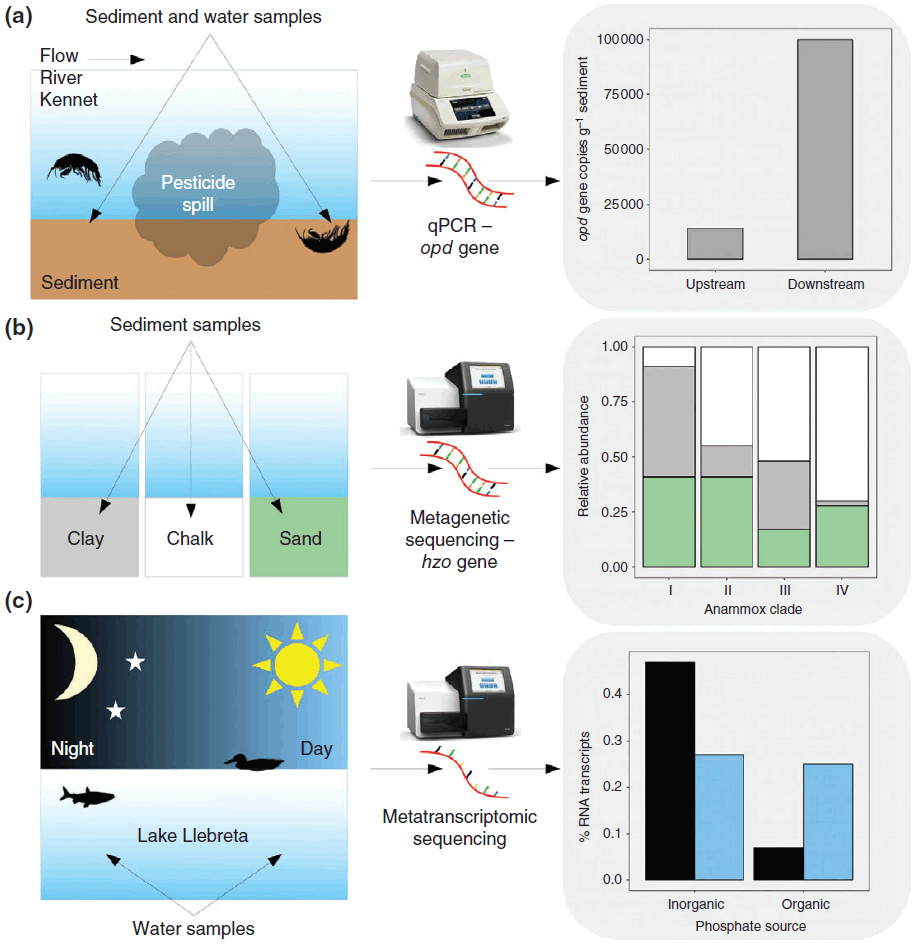 (a)
Sediment and water samples
Flow
River
Kennet
Pesticide
spill
Sediment
qPCR –
opd gene
opd gene copies g⁻¹ sediment
100000
75000
50000
25000
0
Upstream
Downstream
(b)
Sediment samples
Clay
Chalk
Sand
Metagenetic
sequencing –
hzo gene
Relative abundance
1.00
0.75
0.50
0.25
0.00
I
II
III
IV
Anammox clade
(c)
Night
Day
Lake Llebreta
Water samples
Metatranscriptomic
sequencing
% RNA transcripts
0.4
0.3
0.2
0.1
0.0
Inorganic
Organic
Phosphate source